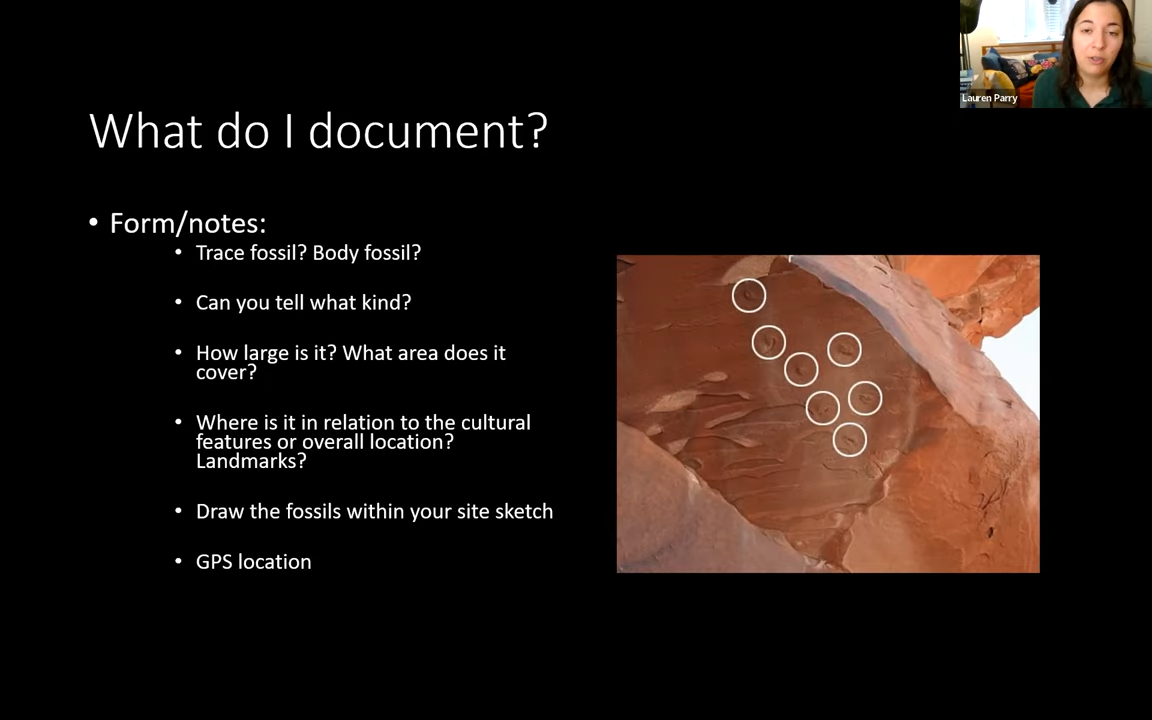 Lauren Parry
What do I document?
• Form/notes:
• Trace fossil? Body fossil?
• Can you tell what kind?
• How large is it? What area does it
cover?
• Where is it in relation to the cultural
features or overall location?
Landmarks?
• Draw the fossils within your site sketch
• GPS location